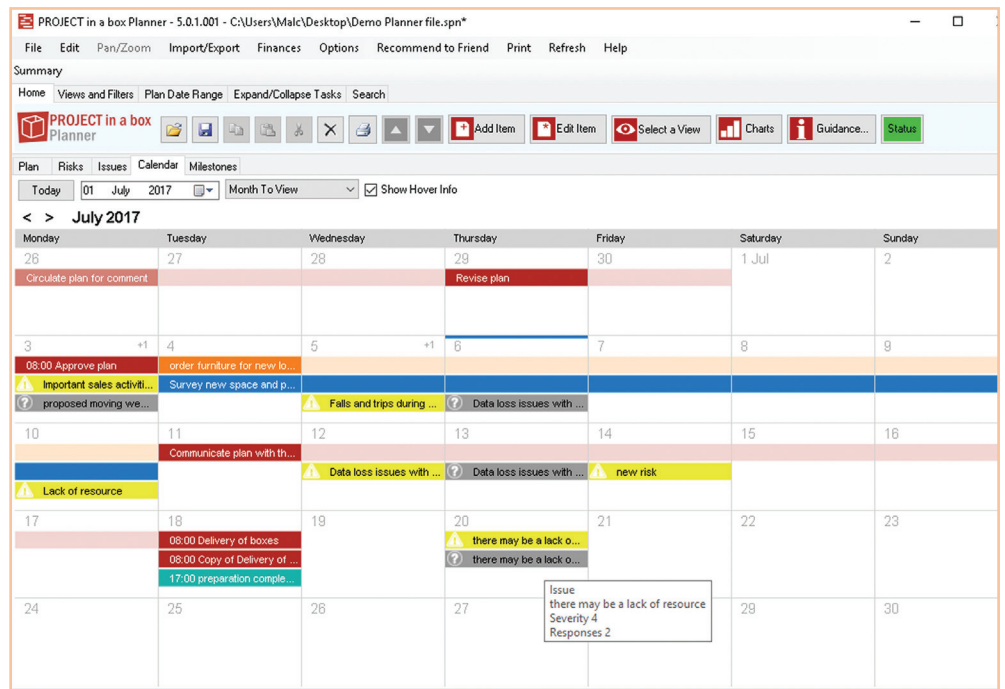 PROJECT in a box Planner - 5.0.1.001 - C:\Users\Malc\Desktop\Demo Planner file.spn*
File Edit Pan/Zoom Import/Export Finances Options Recommend to Friend Print Refresh Help
Summary
Home Views and Filters Plan Date Range Expand/Collapse Tasks Search
PROJECT in a box
Planner
Add Item Edit Item Select a View Charts Guidance... Status
Plan Risks Issues Calendar Milestones
Today 01 July 2017 Month To View Show Hover Info
< > July 2017
Monday Tuesday Wednesday Thursday Friday Saturday Sunday
26 27 28 29 30 1 Jul 2
Circulate plan for comment Revise plan
3 +1 4 5 +1 6 7 8 9
08:00 Approve plan order furniture for new lo...
Important sales activiti... Survey new space and p...
proposed moving we... Falls and trips during ... Data loss issues with ...
10 11 12 13 14 15 16
Communicate plan with th...
Data loss issues with ... Data loss issues with ... new risk
Lack of resource
17 18 19 20 21 22 23
08:00 Delivery of boxes there may be a lack o...
08:00 Copy of Delivery of ... there may be a lack o...
17:00 preparation comple...
Issue
there may be a lack of resource
Severity 4
Responses 2
24 25 26 27 29 30